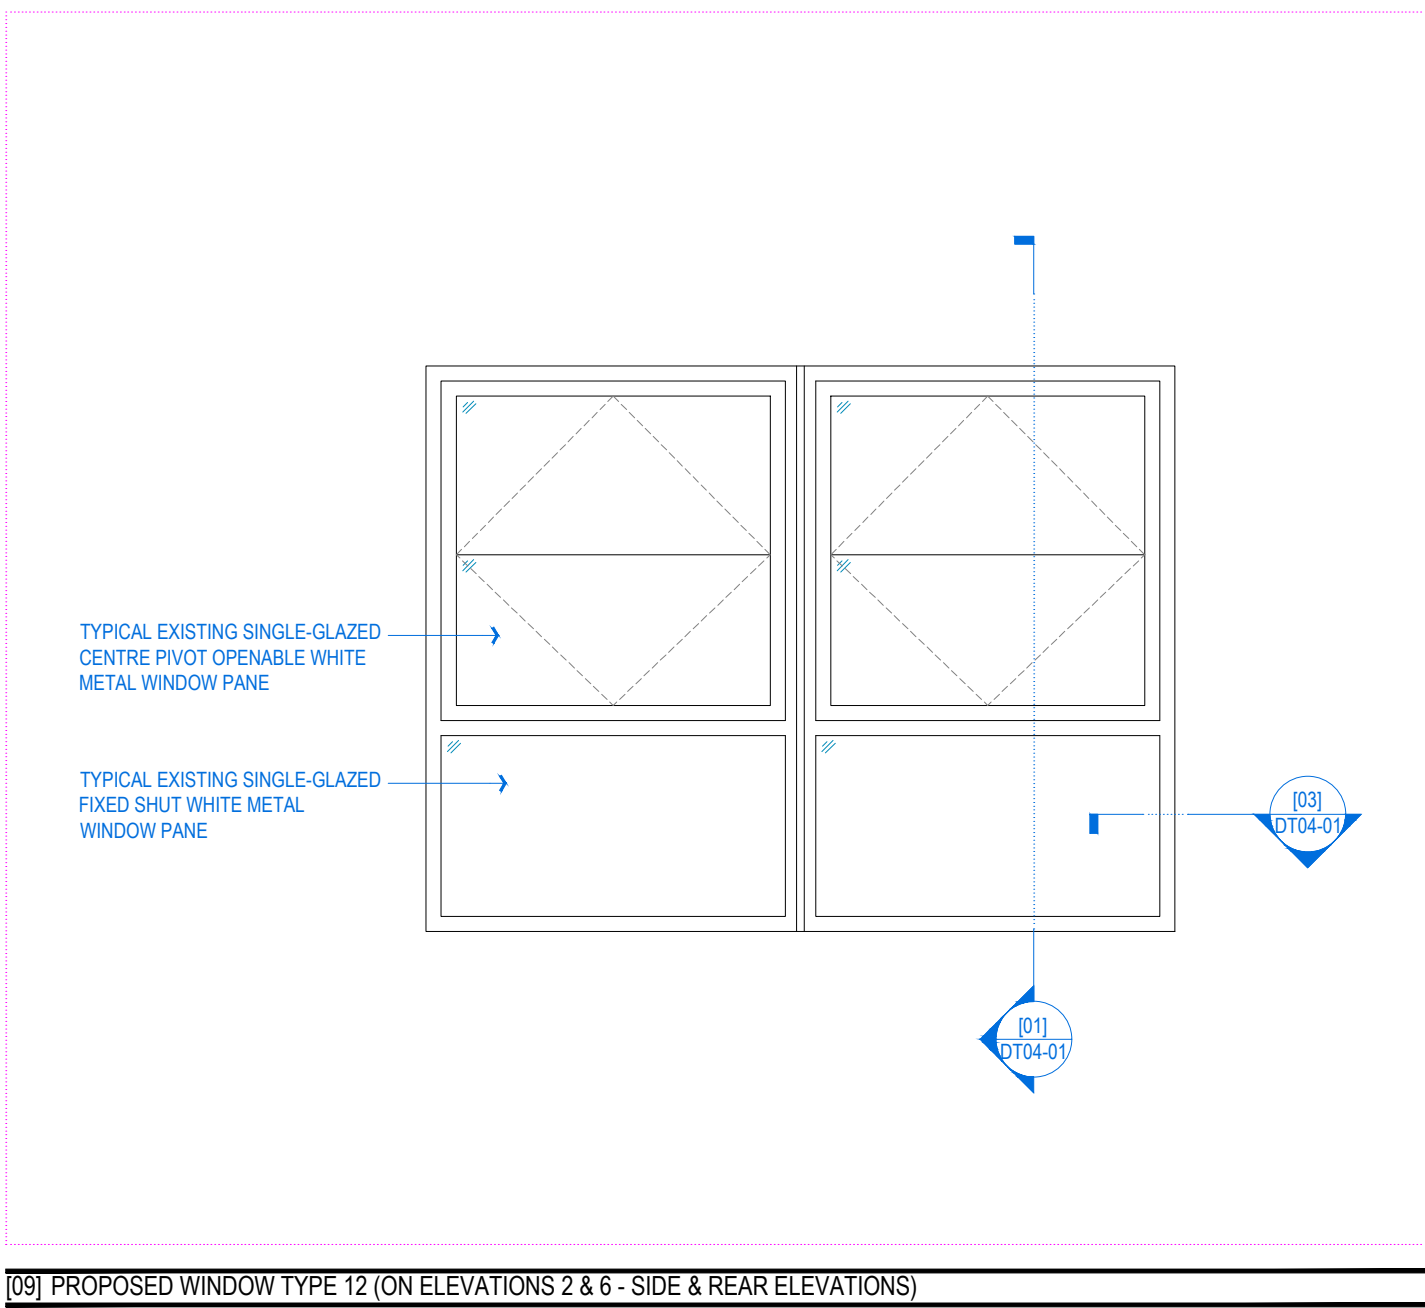 TYPICAL EXISTING SINGLE-GLAZED
CENTRE PIVOT OPENABLE WHITE
METAL WINDOW PANE
TYPICAL EXISTING SINGLE-GLAZED
FIXED SHUT WHITE METAL
WINDOW PANE
[03]
DT04-01
[01]
DT04-01
[09] PROPOSED WINDOW TYPE 12 (ON ELEVATIONS 2 & 6 - SIDE & REAR ELEVATIONS)